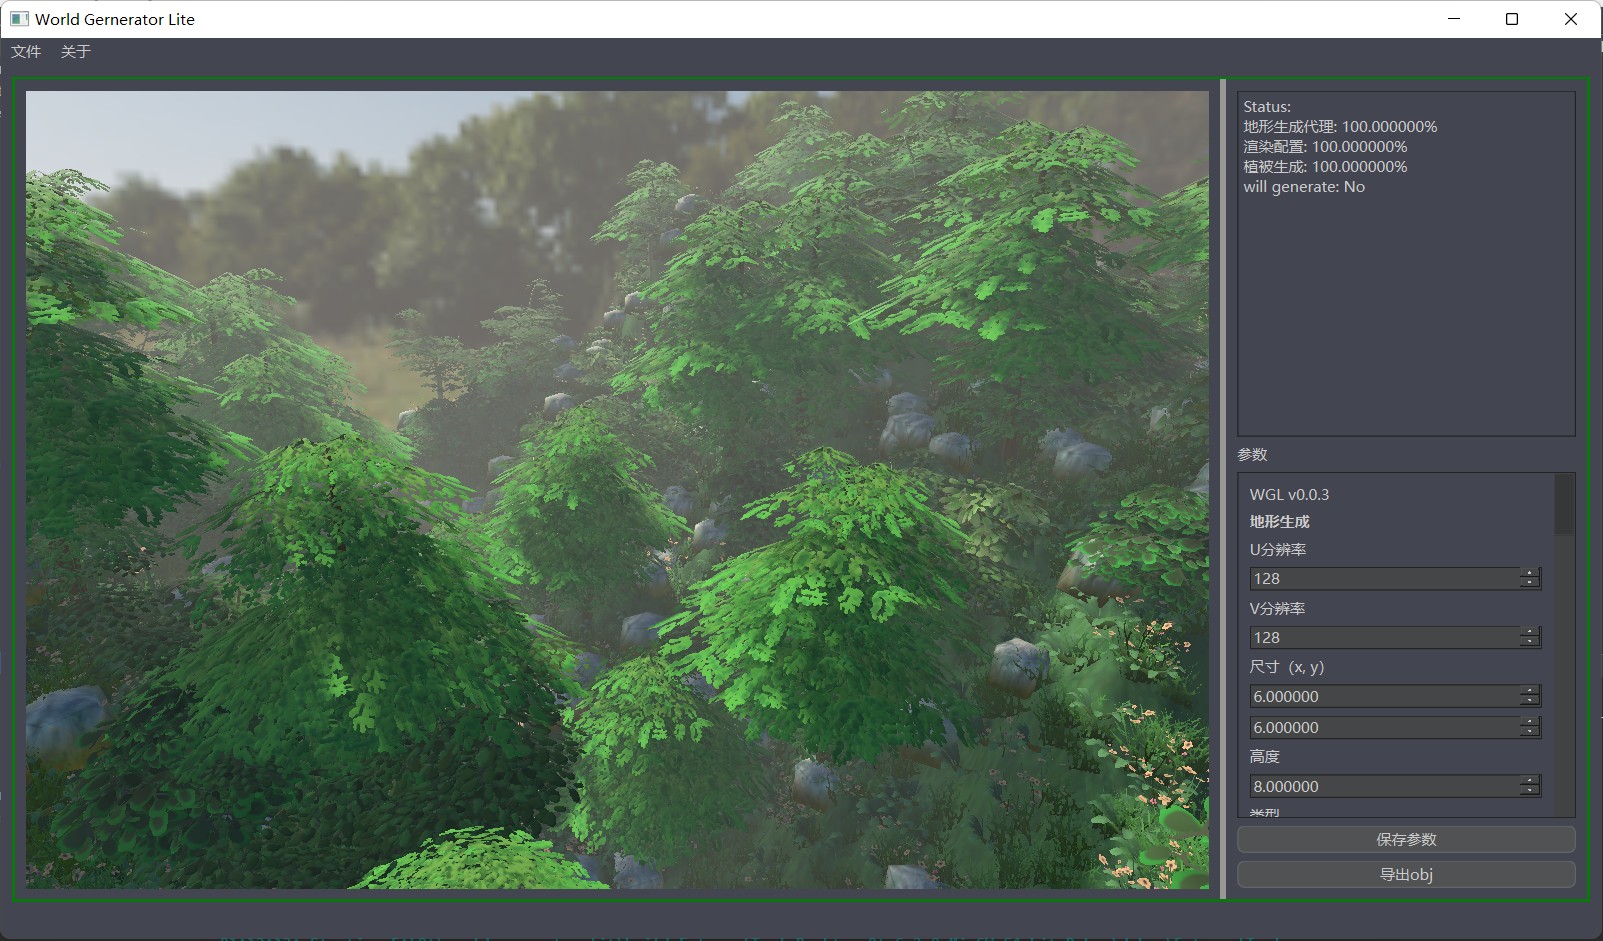 World Gernerator Lite
文件 关于
Status:
地形生成代理: 100.000000%
渲染配置: 100.000000%
植被生成: 100.000000%
will generate: No
参数
WGL v0.0.3
地形生成
U分辨率
128
V分辨率
128
尺寸（x, y）
6.000000
6.000000
高度
8.000000
类型
保存参数
导出obj